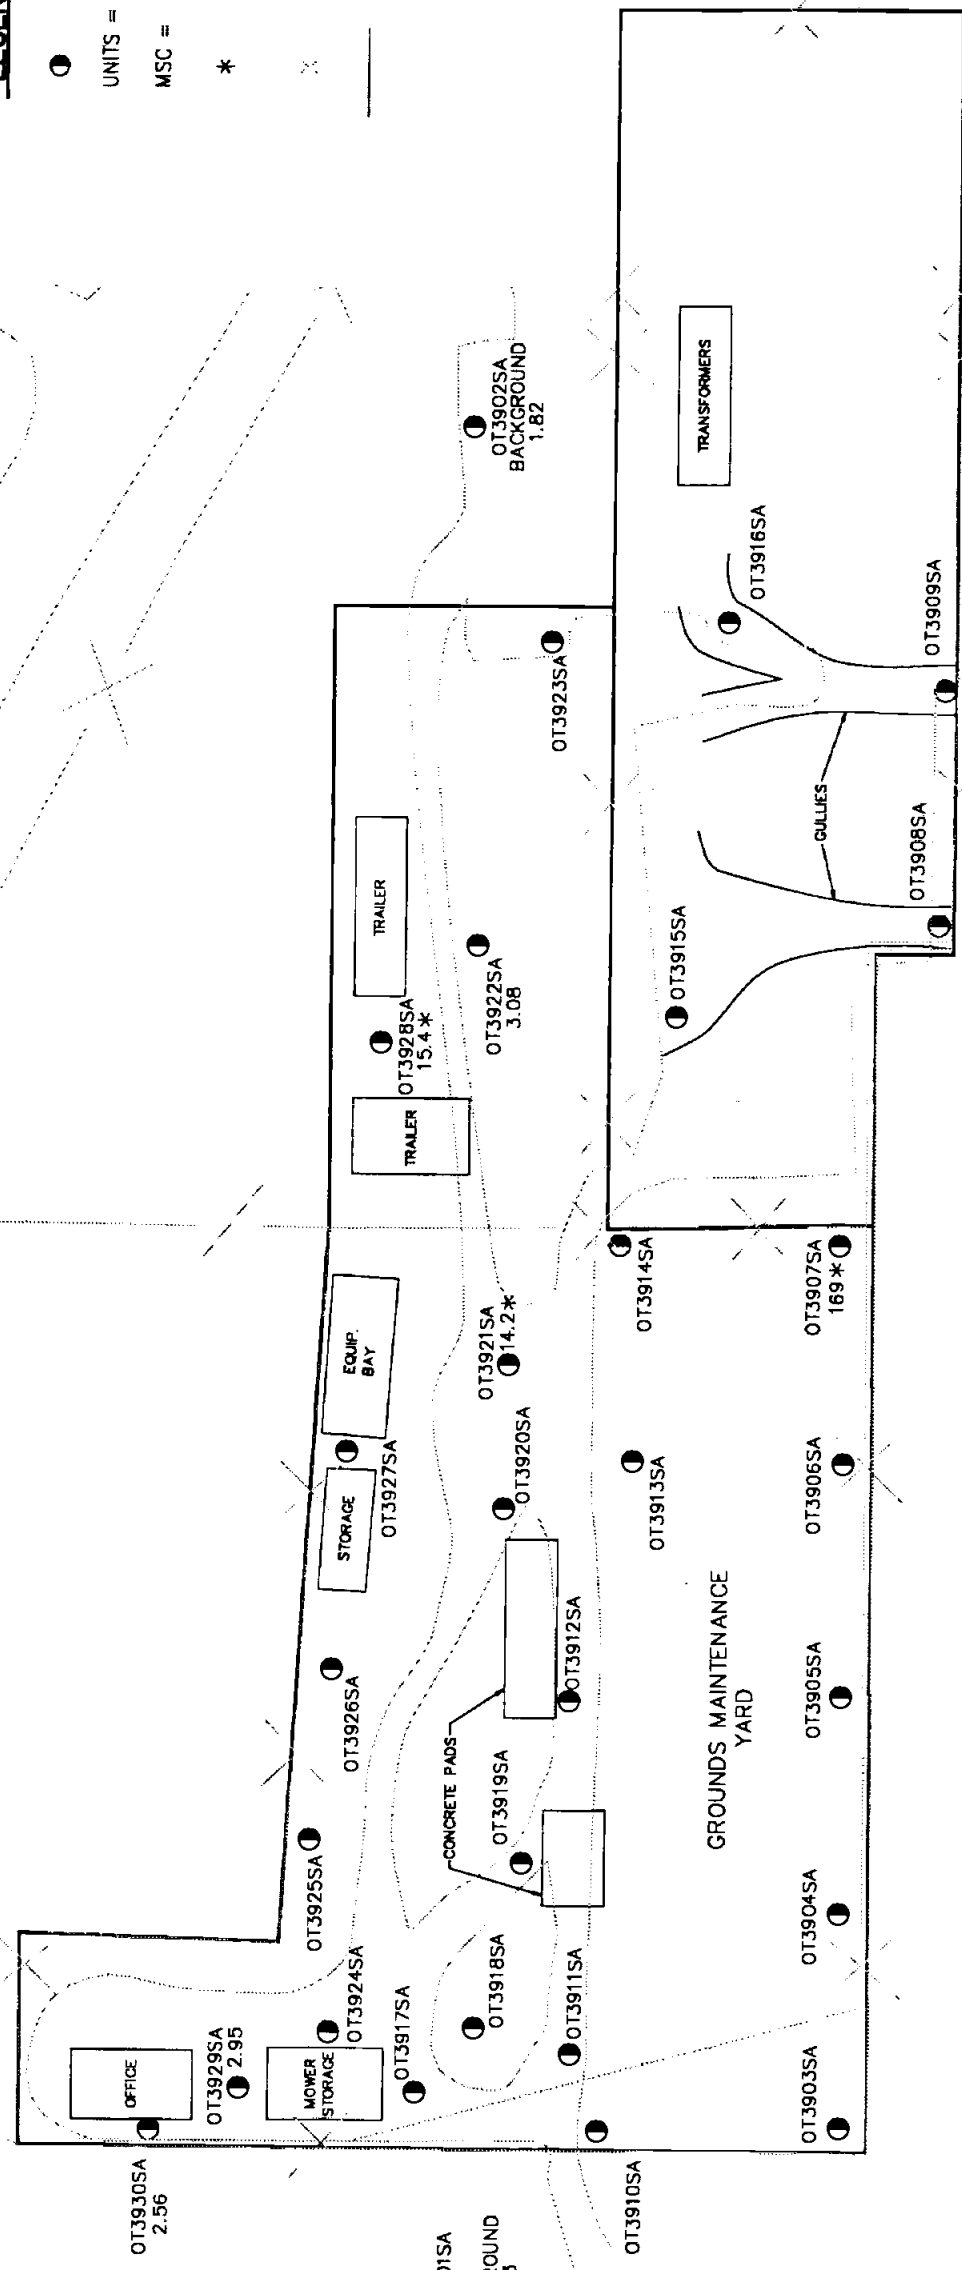 UNITS =
MSC =
*
OT3902SA
BACKGROUND
1.82
TRANSFORMERS
OT3916SA
OT3909SA
OT3923SA
GULLIES
OT3908SA
TRAILER
OT3915SA
OT3922SA
3.08
OT3928SA
15.4*
TRAILER
OT3914SA
OT3907SA
169*
EQUIP.
BAY
OT3921SA
14.2*
OT3920SA
OT3927SA
STORAGE
OT3913SA
OT3906SA
OT3912SA
OT3926SA
CONCRETE PADS
OT3919SA
GROUNDS MAINTENANCE
YARD
OT3905SA
OT3925SA
OT3904SA
OT3924SA
OT3918SA
OT3911SA
OT3917SA
OFFICE
OT3929SA
2.95
MOWER
STORAGE
OT3903SA
OT3930SA
2.56
OT3910SA
01SA
ROUND